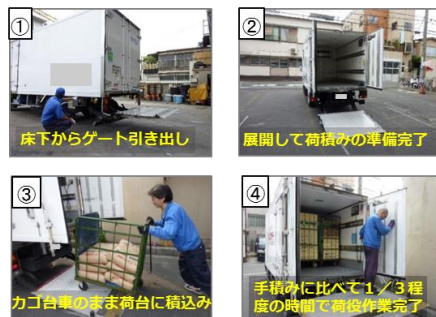 ①
床下からゲート引き出し
②
展開して荷積みの準備完了
③
カゴ台車のまま荷台に積込み
④
手積みに比べて１／３程
度の時間で荷役作業完了